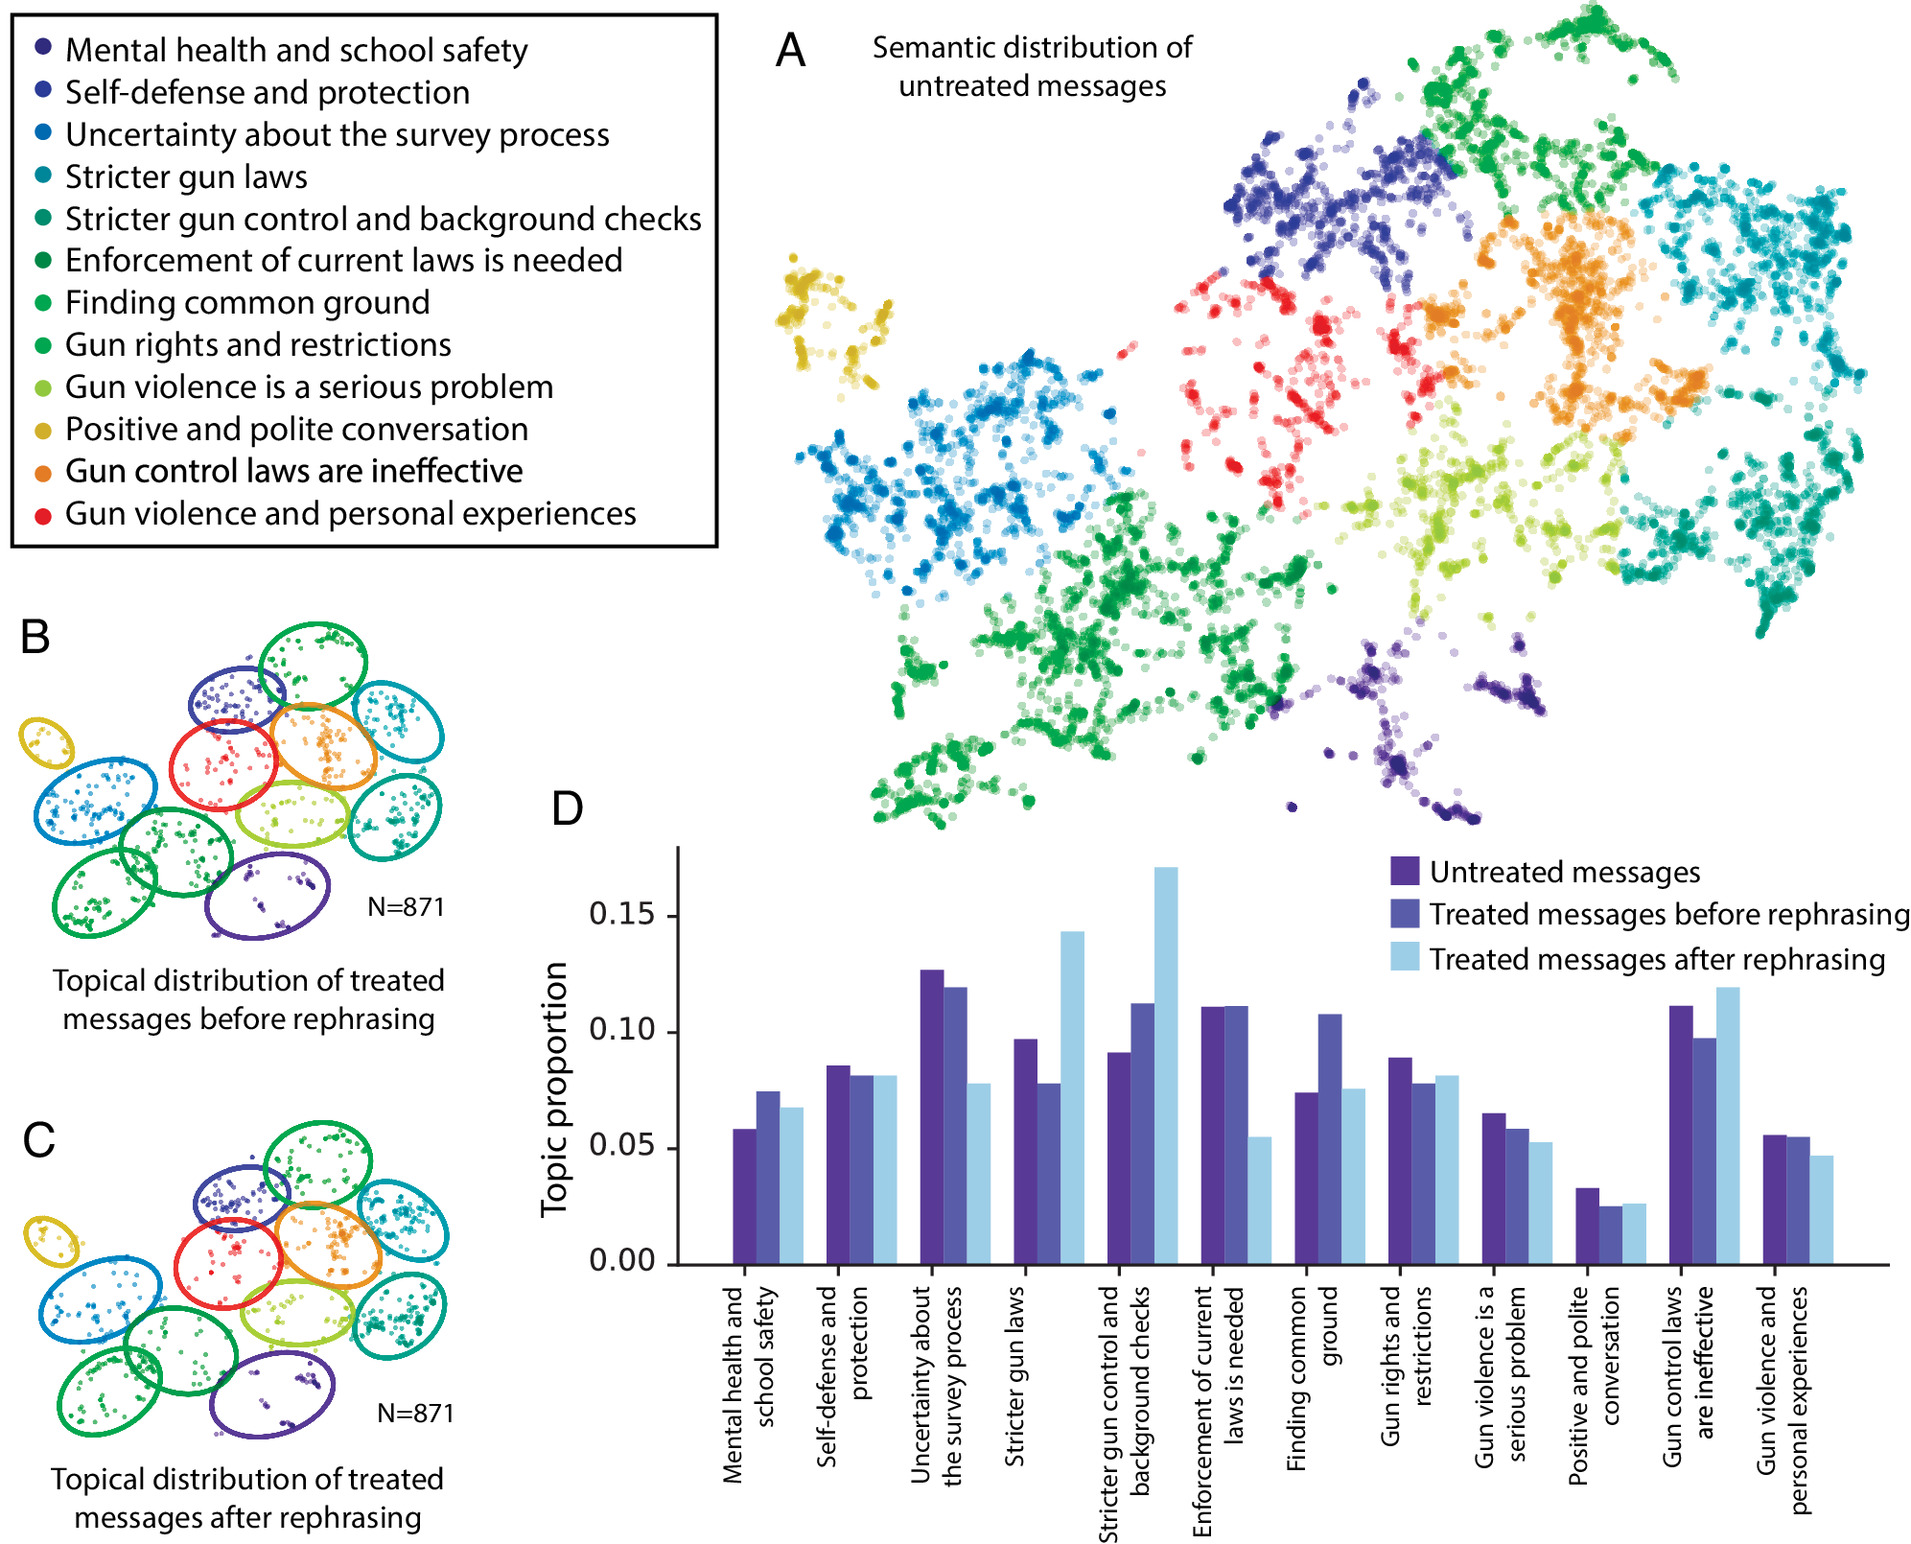 Mental health and school safety
Self-defense and protection
Uncertainty about the survey process
Stricter gun laws
Stricter gun control and background checks
Enforcement of current laws is needed
Finding common ground
Gun rights and restrictions
Gun violence is a serious problem
Positive and polite conversation
Gun control laws are ineffective
Gun violence and personal experiences
A
Semantic distribution of
untreated messages
B
N=871
Topical distribution of treated
messages before rephrasing
C
N=871
Topical distribution of treated
messages after rephrasing
D
Untreated messages
Treated messages before rephrasing
Treated messages after rephrasing
Topic proportion
0.15
0.10
0.05
0.00
Mental health and
school safety
Self-defense and
protection
Uncertainty about
the survey process
Stricter gun laws
Stricter gun control and
background checks
Enforcement of current
laws is needed
Finding common
ground
Gun rights and
restrictions
Gun violence is a
serious problem
Positive and polite
conversation
Gun control laws
are ineffective
Gun violence and
personal experiences